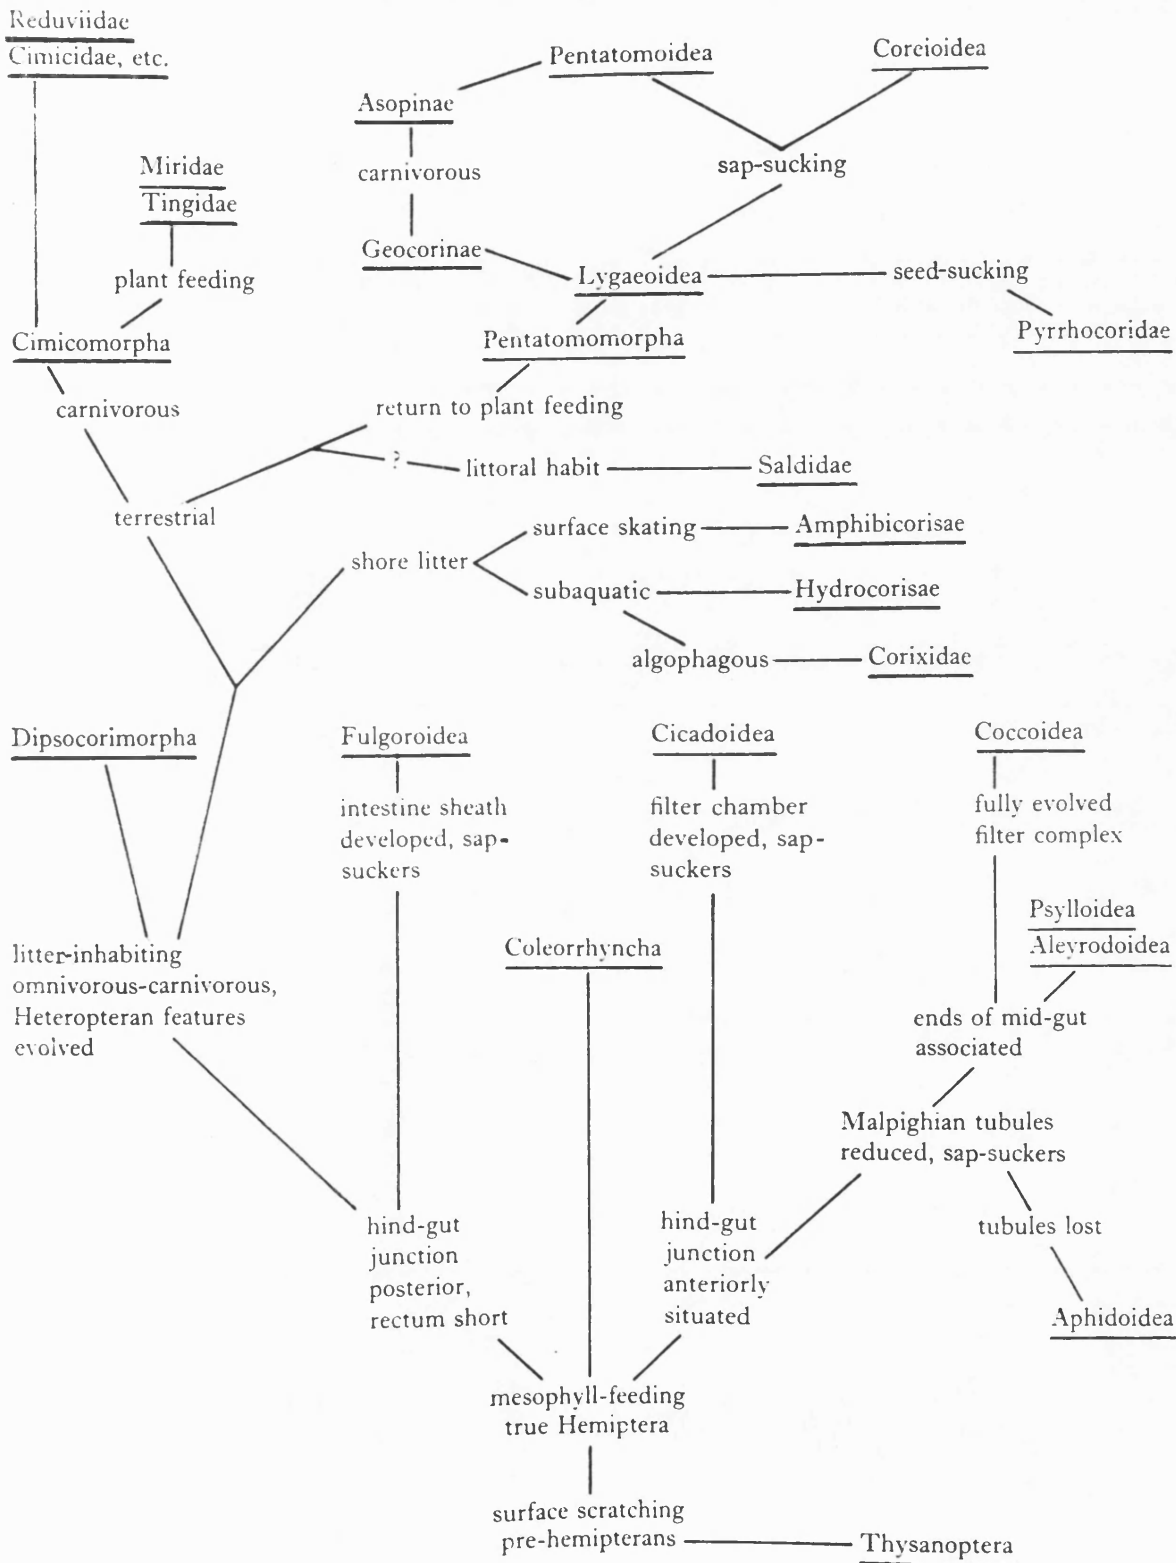 Reduviidae
Cimicidae, etc.
Pentatomoidea
Corcioidea
Asopinae
Miridae
Tingidae
carnivorous
sap-sucking
Geocorinae
plant feeding
Lygaeoidea
seed-sucking
Cimicomorpha
Pentatomomorpha
Pyrrhocoridae
carnivorous
return to plant feeding
?
littoral habit
Saldidae
terrestrial
surface skating
Amphibicorisae
shore litter
subaquatic
Hydrocorisae
algophagous
Corixidae
Dipsocorimorpha
Fulgoroidea
Cicadoidea
Coccoidea
intestine sheath
developed, sap-
suckers
filter chamber
developed, sap-
suckers
fully evolved
filter complex
Psylloidea
Aleyrodoidea
Coleorrhyncha
litter-inhabiting
omnivorous-carnivorous,
Heteropteran features
evolved
ends of mid-gut
associated
Malpighian tubules
reduced, sap-suckers
hind-gut
junction
posterior,
rectum short
hind-gut
junction
anteriorly
situated
tubules lost
Aphidoidea
mesophyll-feeding
true Hemiptera
surface scratching
pre-hemipterans
Thysanoptera